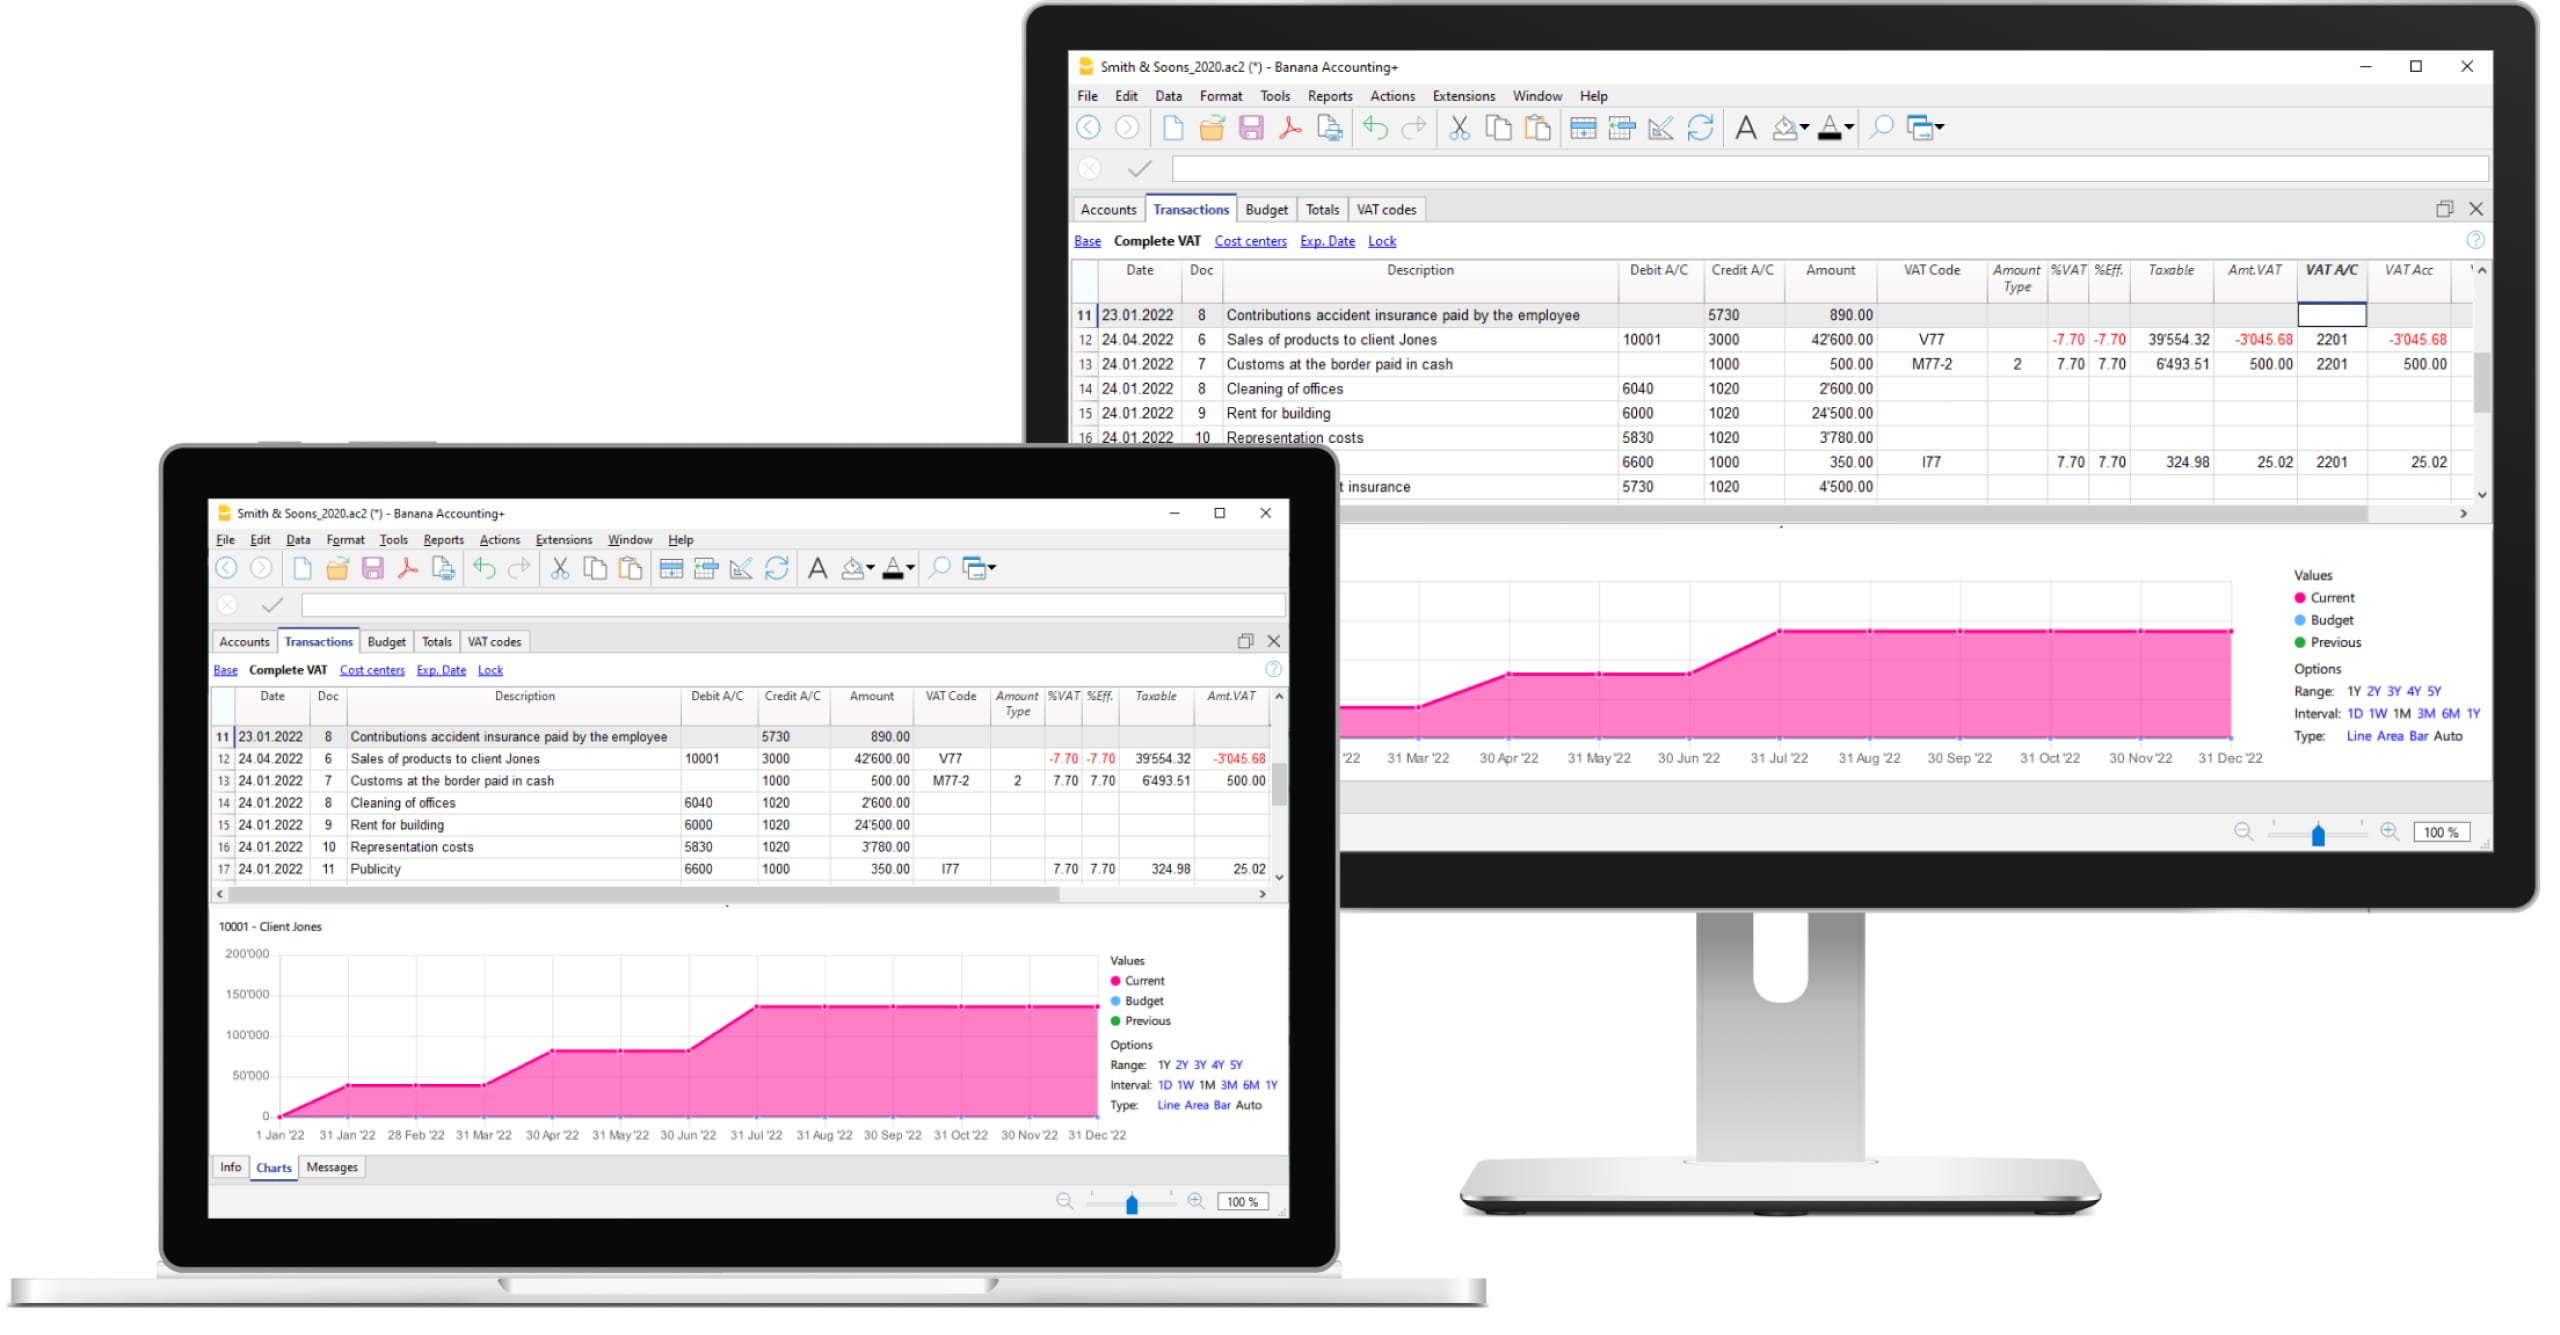 Smith & Soons_2020.ac2 (*) - Banana Accounting+
File Edit Data Format Tools Reports Actions Extensions Window Help
Accounts Transactions Budget Totals VAT codes
Base Complete VAT Cost centers Exp. Date Lock
Date Doc Description Debit A/C Credit A/C Amount VAT Code Amount Type %VAT %Eff. Taxable Amt.VAT VAT A/C VAT Acc
11 23.01.2022 8 Contributions accident insurance paid by the employee 5730 890.00
12 24.04.2022 6 Sales of products to client Jones 10001 3000 42'600.00 V77 -7.70 -7.70 39'554.32 -3'045.68 2201 -3'045.68
13 24.01.2022 7 Customs at the border paid in cash 1000 500.00 M77-2 2 7.70 7.70 6'493.51 500.00 2201 500.00
14 24.01.2022 8 Cleaning of offices 6040 1020 2'600.00
15 24.01.2022 9 Rent for building 6000 1020 24'500.00
16 24.01.2022 10 Representation costs 5830 1020 3'780.00
6600 1000 350.00 I77 7.70 7.70 324.98 25.02 2201 25.02
insurance 5730 1020 4'500.00
Values
Current
Budget
Previous
Options
Range: 1Y 2Y 3Y 4Y 5Y
Interval: 1D 1W 1M 3M 6M 1Y
Type: Line Area Bar Auto
'22 31 Mar '22 30 Apr '22 31 May '22 30 Jun '22 31 Jul '22 31 Aug '22 30 Sep '22 31 Oct '22 30 Nov '22 31 Dec '22
100 %
Smith & Soons_2020.ac2 (*) - Banana Accounting+
File Edit Data Format Tools Reports Actions Extensions Window Help
Accounts Transactions Budget Totals VAT codes
Base Complete VAT Cost centers Exp. Date Lock
Date Doc Description Debit A/C Credit A/C Amount VAT Code Amount Type %VAT %Eff. Taxable Amt.VAT
11 23.01.2022 8 Contributions accident insurance paid by the employee 5730 890.00
12 24.04.2022 6 Sales of products to client Jones 10001 3000 42'600.00 V77 -7.70 -7.70 39'554.32 -3'045.68
13 24.01.2022 7 Customs at the border paid in cash 1000 500.00 M77-2 2 7.70 7.70 6'493.51 500.00
14 24.01.2022 8 Cleaning of offices 6040 1020 2'600.00
15 24.01.2022 9 Rent for building 6000 1020 24'500.00
16 24.01.2022 10 Representation costs 5830 1020 3'780.00
17 24.01.2022 11 Publicity 6600 1000 350.00 I77 7.70 7.70 324.98 25.02
10001 - Client Jones
200'000
150'000
100'000
50'000
0
Values
Current
Budget
Previous
Options
Range: 1Y 2Y 3Y 4Y 5Y
Interval: 1D 1W 1M 3M 6M 1Y
Type: Line Area Bar Auto
1 Jan '22 31 Jan '22 28 Feb '22 31 Mar '22 30 Apr '22 31 May '22 30 Jun '22 31 Jul '22 31 Aug '22 30 Sep '22 31 Oct '22 30 Nov '22 31 Dec '22
Info Charts Messages
100 %